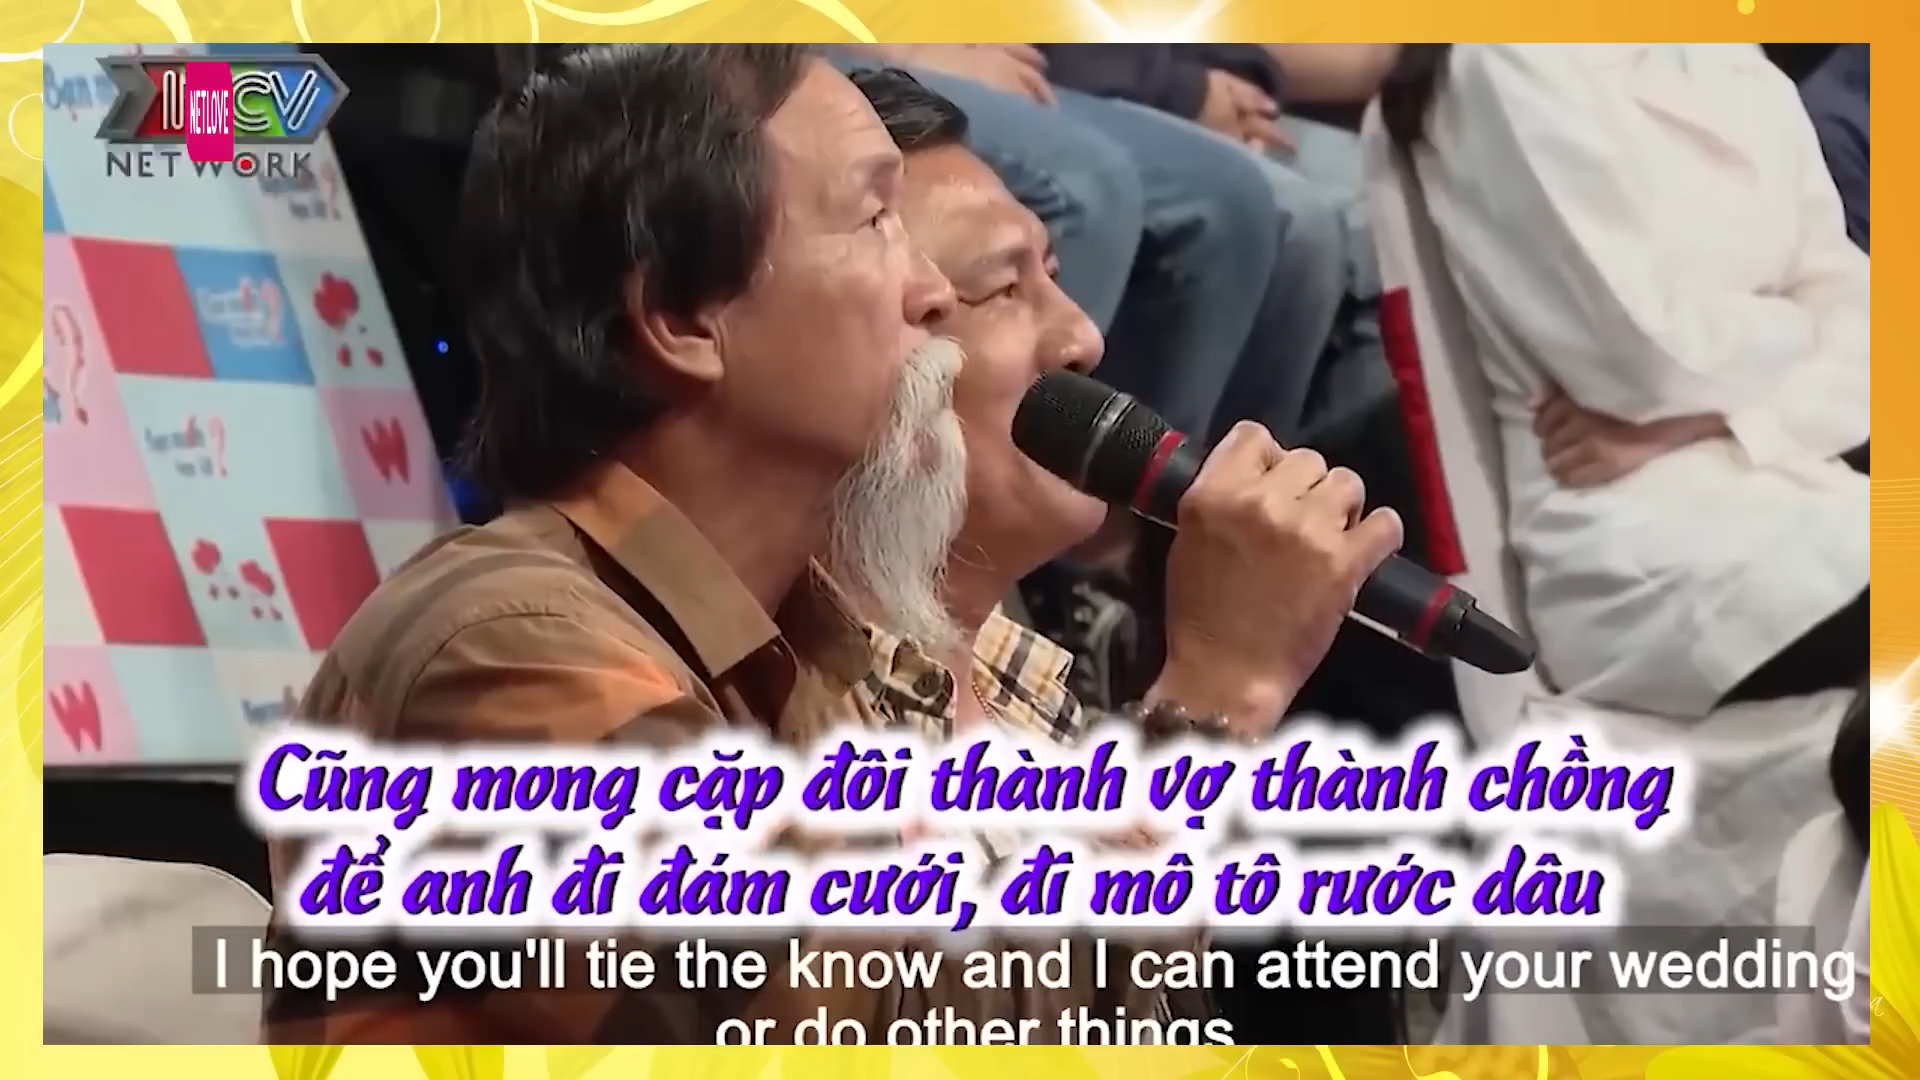 NETLOVE
NETWORK
Cũng mong cặp đôi thành vợ thành chồng
để anh đi đám cưới, đi mô tô rước dâu
I hope you'll tie the know and I can attend your wedding
or do other things
W
W